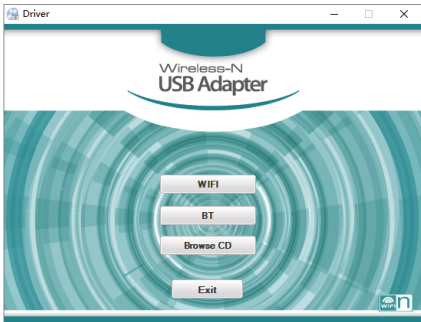 Driver
Wireless-N
USB Adapter
WIFI
BT
Browse CD
Exit
WiFi n